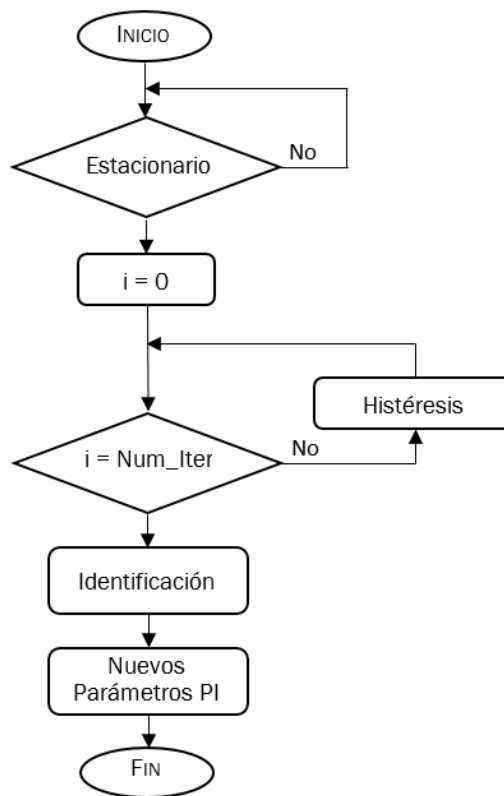 INICIO
Estacionario
No
i = 0
Histéresis
i = Num_Iter
No
Identificación
Nuevos
Parámetros PI
FIN